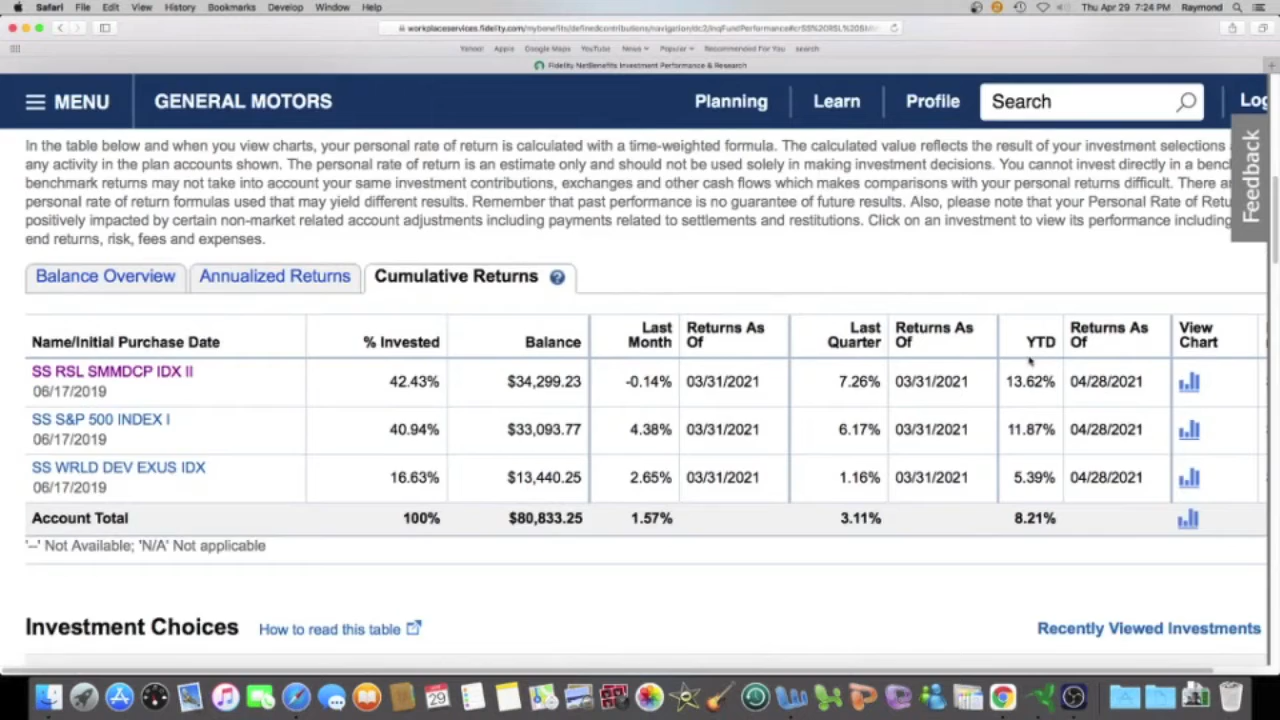 Safari File Edit View History Bookmarks Develop Window Help Thu Apr 29 7:24 PM Raymond
Yahoo! Apple Google Maps YouTube News Popular Recommended For You search
Fidelity NetBenefits Investment Performance & Research
MENU GENERAL MOTORS Planning Learn Profile Search Log
Feedback
In the table below and when you view charts, your personal rate of return is calculated with a time-weighted formula. The calculated value reflects the result of your investment selections
any activity in the plan accounts shown. The personal rate of return is an estimate only and should not be used solely in making investment decisions. You cannot invest directly in a bench
benchmark returns may not take into account your same investment contributions, exchanges and other cash flows which makes comparisons with your personal returns difficult. There a
personal rate of return formulas used that may yield different results. Remember that past performance is no guarantee of future results. Also, please note that your Personal Rate of Retu
positively impacted by certain non-market related account adjustments including payments related to settlements and restitutions. Click on an investment to view its performance including
end returns, risk, fees and expenses.
Balance Overview Annualized Returns Cumulative Returns ?
Name/Initial Purchase Date % Invested Balance Last Month Returns As Of Last Quarter Returns As Of YTD Returns As Of View Chart
SS RSL SMMDCP IDX II
06/17/2019 42.43% $34,299.23 -0.14% 03/31/2021 7.26% 03/31/2021 13.62% 04/28/2021
SS S&P 500 INDEX I
06/17/2019 40.94% $33,093.77 4.38% 03/31/2021 6.17% 03/31/2021 11.87% 04/28/2021
SS WRLD DEV EXUS IDX
06/17/2019 16.63% $13,440.25 2.65% 03/31/2021 1.16% 03/31/2021 5.39% 04/28/2021
Account Total 100% $80,833.25 1.57% 3.11% 8.21%
'--' Not Available; 'N/A' Not applicable
Investment Choices How to read this table Recently Viewed Investments